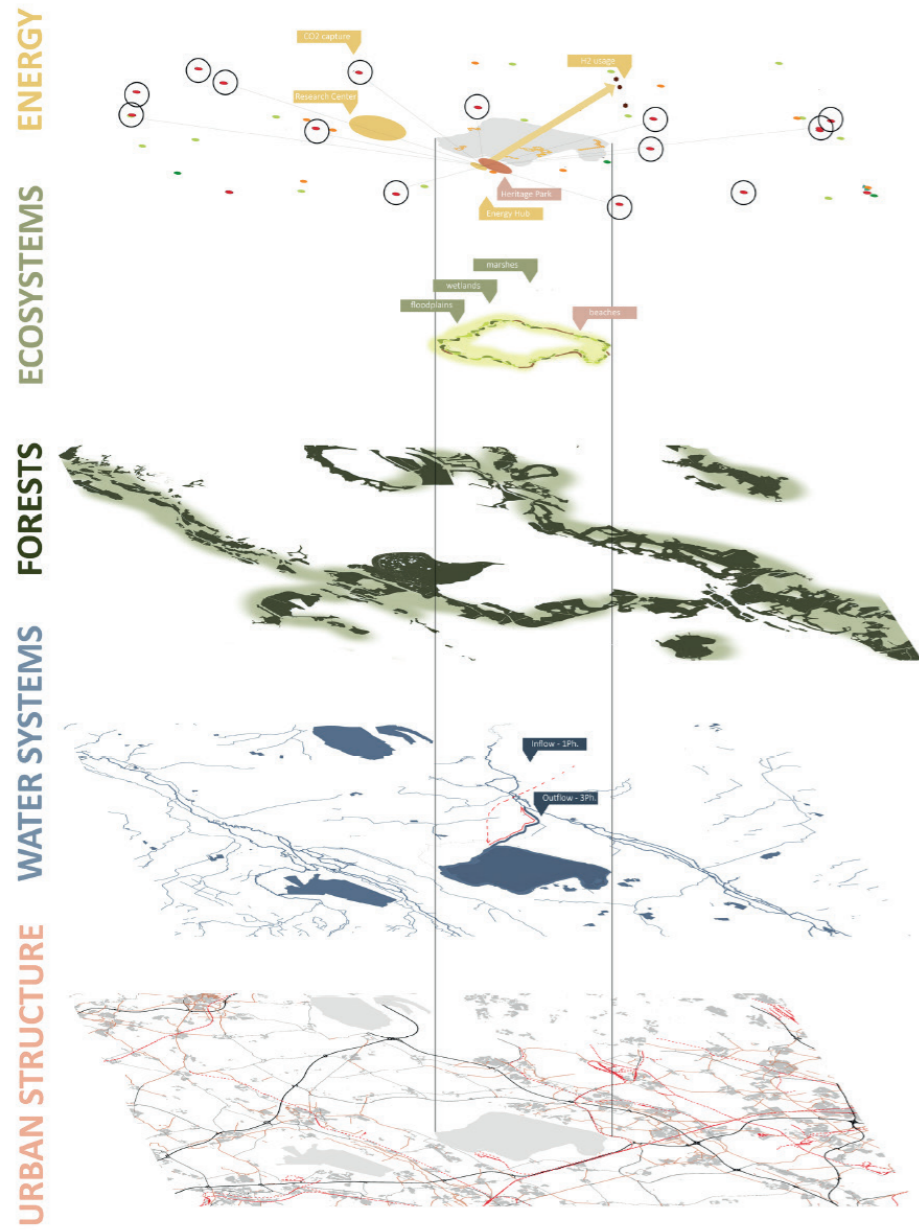 ENERGY
CO2 capture
H2 usage
Research Center
Heritage Park
Energy Hub
ECOSYSTEMS
marshes
wetlands
floodplains
beaches
FORESTS
WATER SYSTEMS
Inflow - 1Ph.
Outflow - 3Ph.
URBAN STRUCTURE